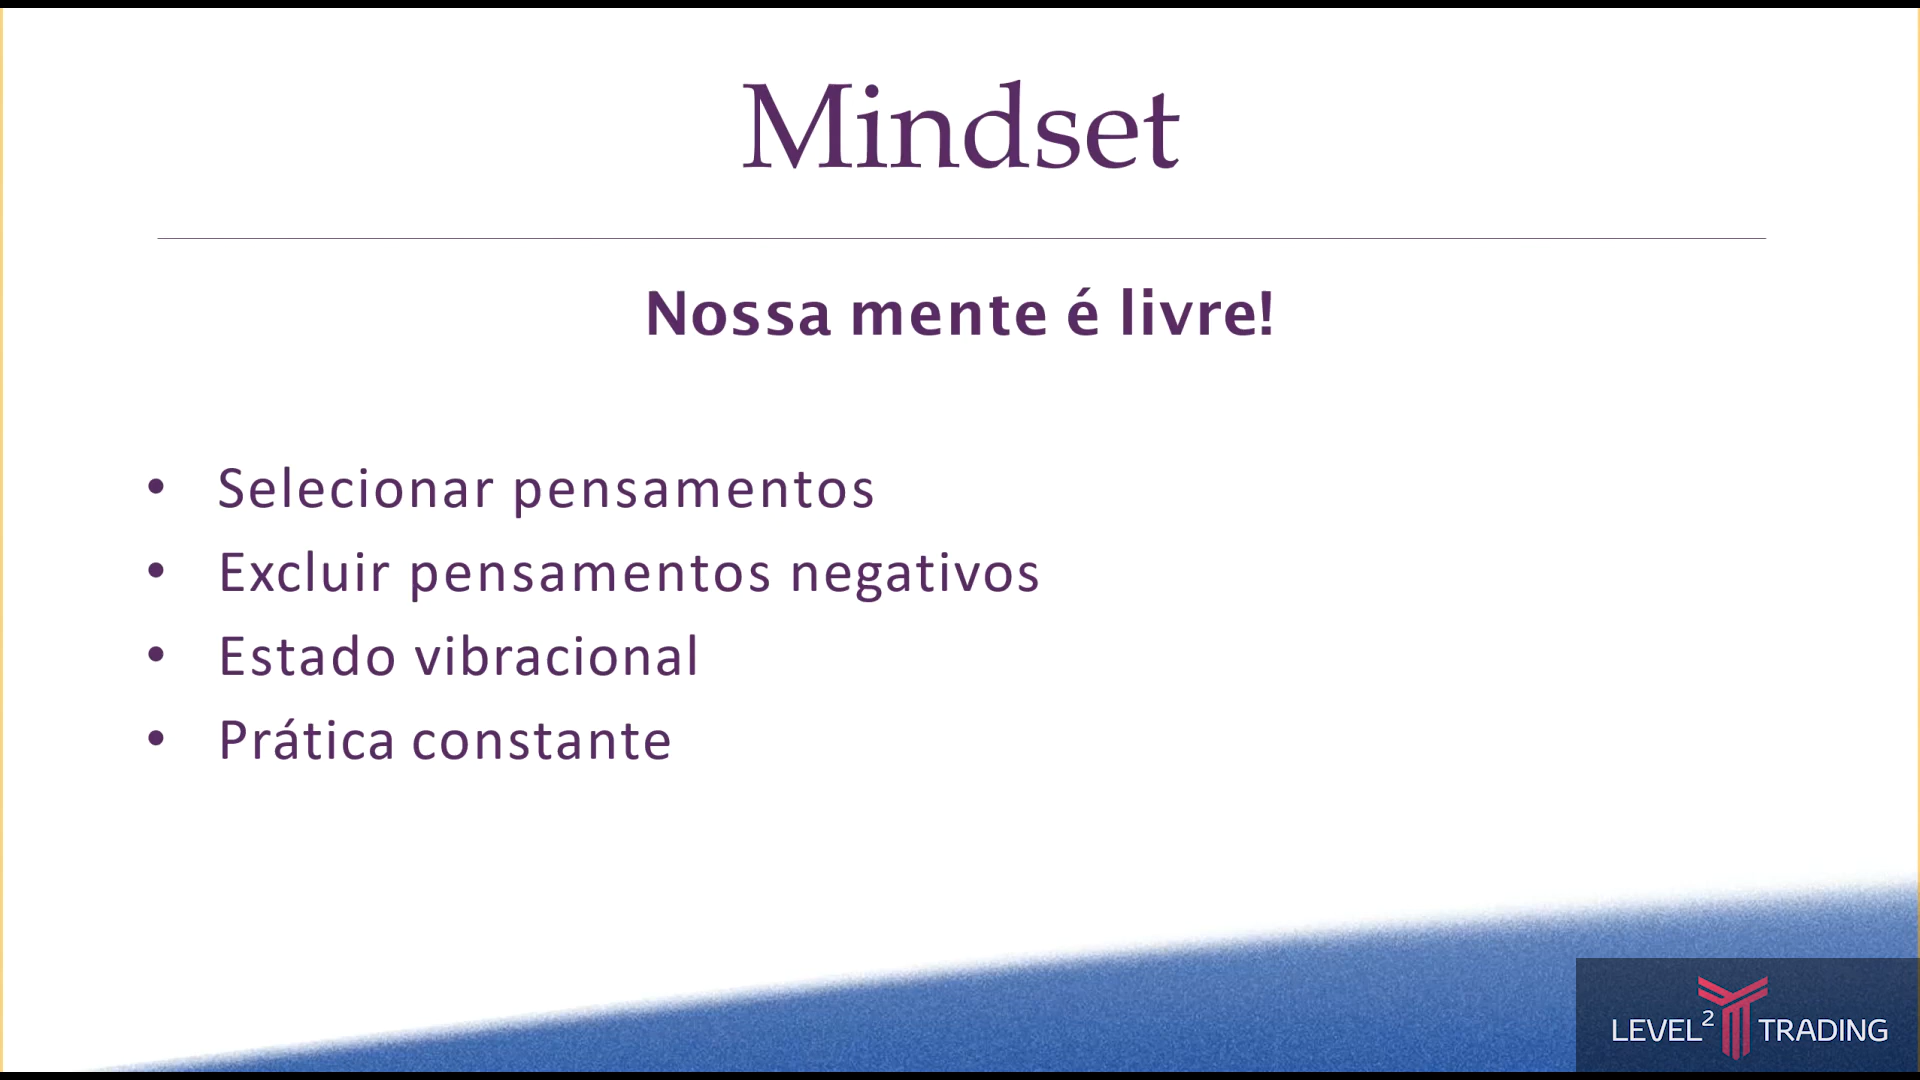 Mindset
Nossa mente é livre!
• Selecionar pensamentos
• Excluir pensamentos negativos
• Estado vibracional
• Prática constante
LEVEL² TRADING